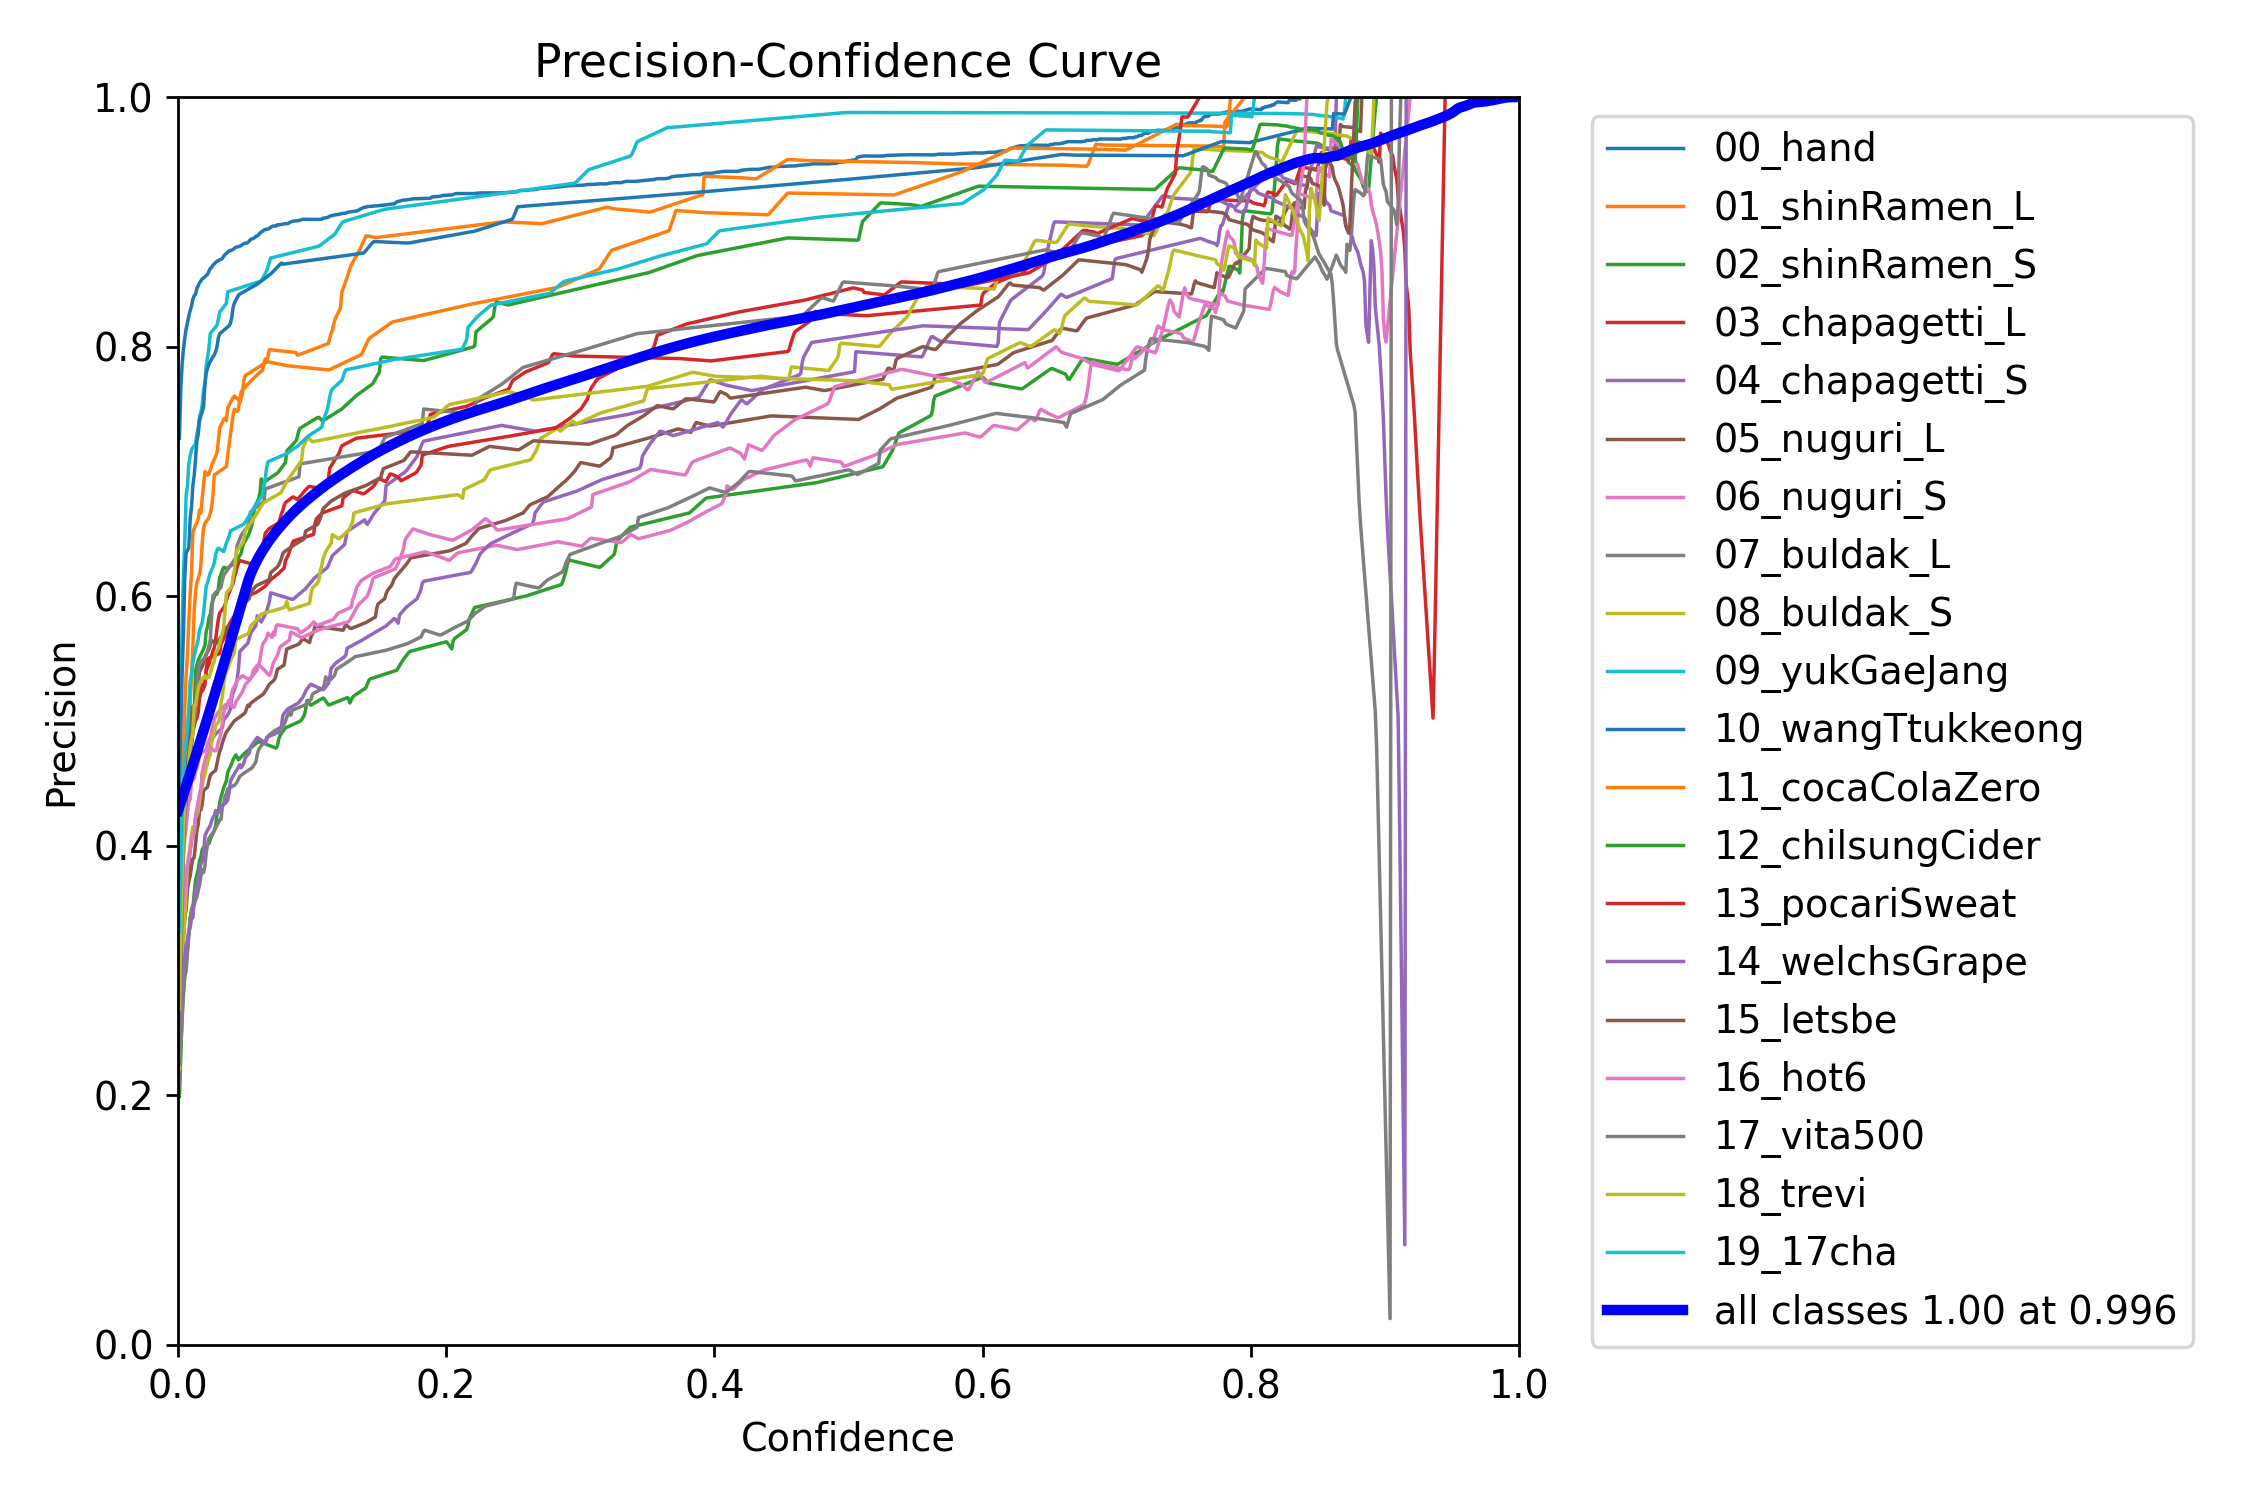 Precision-Confidence Curve
1.0
0.8
0.6
0.4
0.2
0.0
Precision
0.0 0.2 0.4 0.6 0.8 1.0
Confidence
00_hand
01_shinRamen_L
02_shinRamen_S
03_chapagetti_L
04_chapagetti_S
05_nuguri_L
06_nuguri_S
07_buldak_L
08_buldak_S
09_yukGaeJang
10_wangTtukkeong
11_cocaColaZero
12_chilsungCider
13_pocariSweat
14_welchsGrape
15_letsbe
16_hot6
17_vita500
18_trevi
19_17cha
all classes 1.00 at 0.996